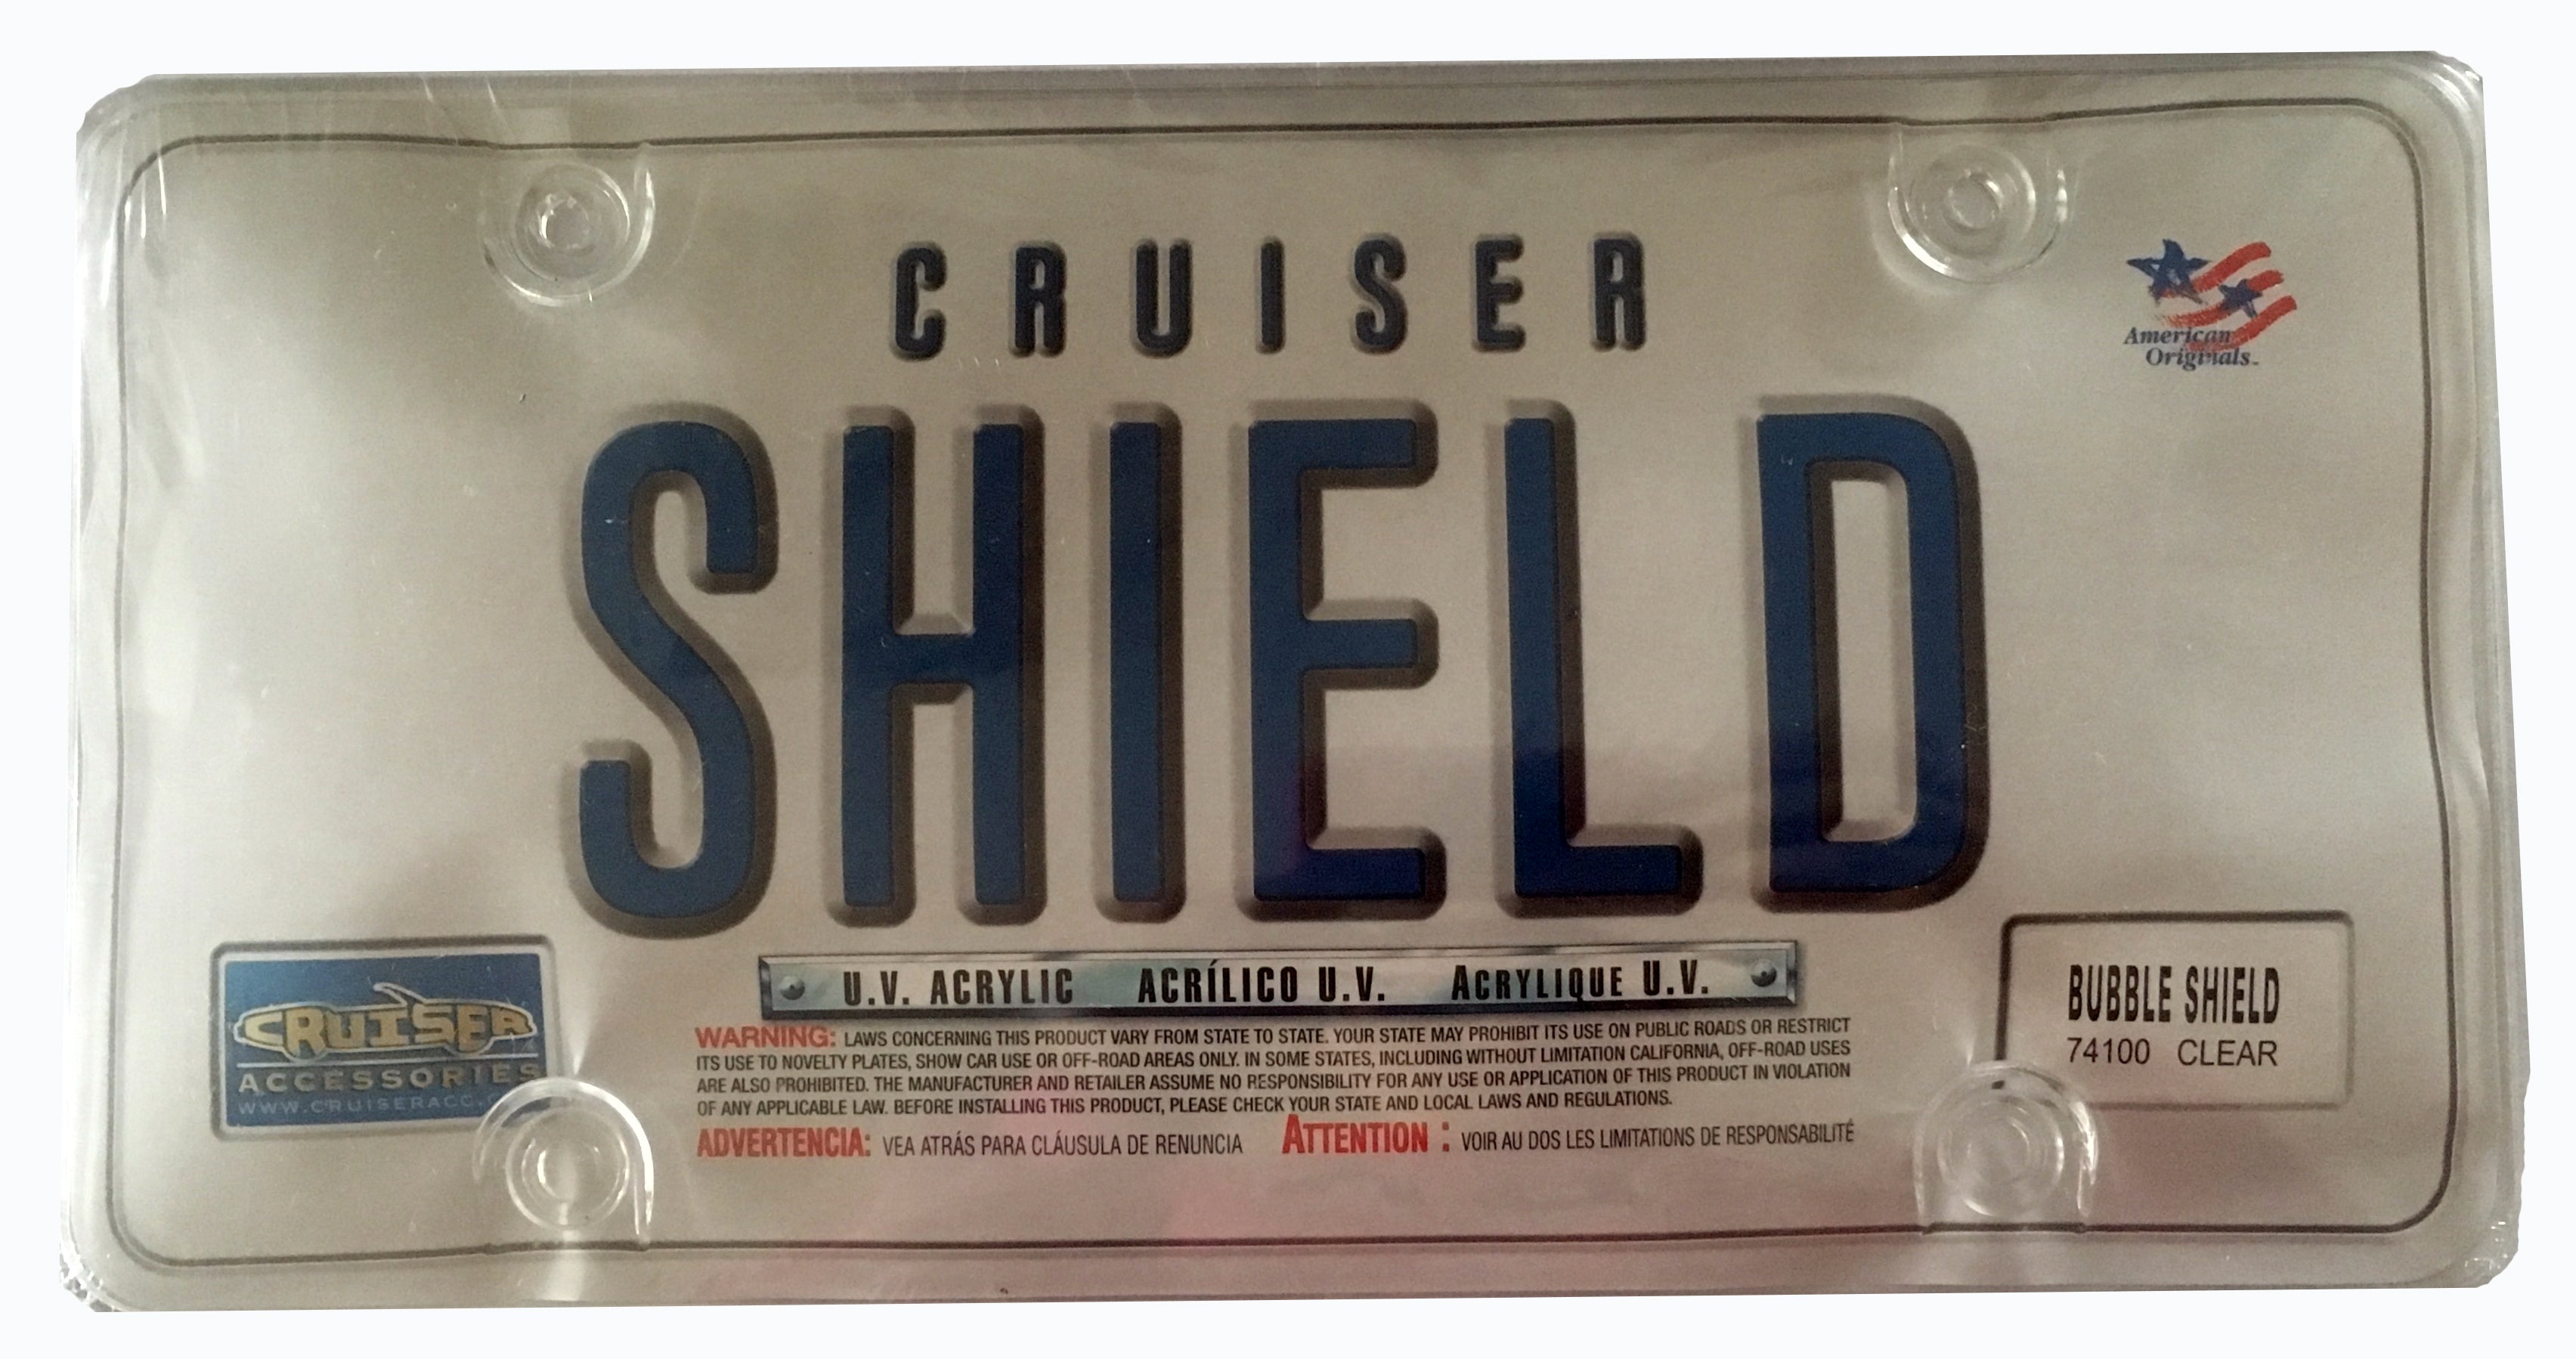 CRUISER
American
Originals
SHIELD
U.V. ACRYLIC ACRÍLICO U.V. ACRYLIQUE U.V.
CRUISER
ACCESSORIES
BUBBLE SHIELD
74100 CLEAR
WARNING: LAWS CONCERNING THIS PRODUCT VARY FROM STATE TO STATE. YOUR STATE MAY PROHIBIT ITS USE ON PUBLIC ROADS OR RESTRICT
ITS USE TO NOVELTY PLATES, SHOW CAR USE OR OFF-ROAD AREAS ONLY. IN SOME STATES, INCLUDING WITHOUT LIMITATION CALIFORNIA, OFF-ROAD USES
ARE ALSO PROHIBITED. THE MANUFACTURER AND RETAILER ASSUME NO RESPONSIBILITY FOR ANY USE OR APPLICATION OF THIS PRODUCT IN VIOLATION
OF ANY APPLICABLE LAW. BEFORE INSTALLING THIS PRODUCT, PLEASE CHECK YOUR STATE AND LOCAL LAWS AND REGULATIONS.
ADVERTENCIA: VEA ATRÁS PARA CLÁUSULA DE RENUNCIA ATTENTION : VOIR AU DOS LES LIMITATIONS DE RESPONSABILITÉ